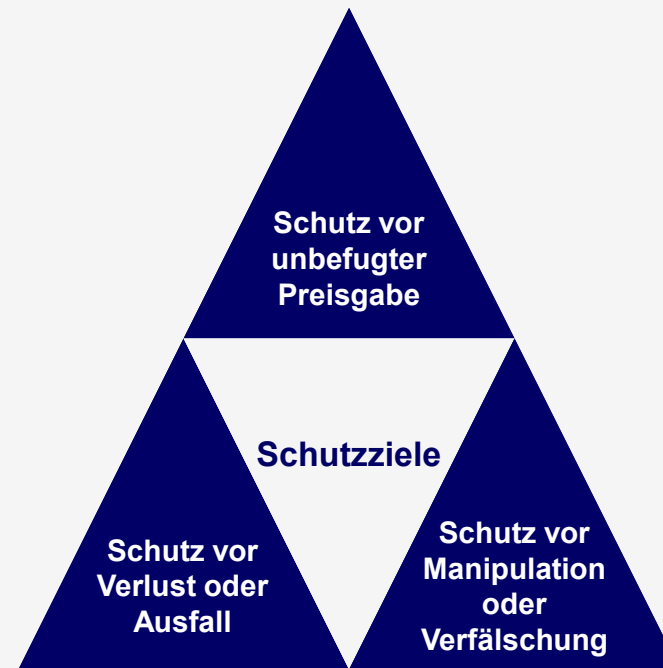 Schutz vor
unbefugter
Preisgabe
Schutzziele
Schutz vor
Verlust oder
Ausfall
Schutz vor
Manipulation
oder
Verfälschung